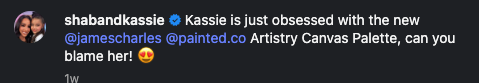 shabandkassie Kassie is just obsessed with the new
@jamescharles @painted.co Artistry Canvas Palette, can you
blame her! 😍
1w